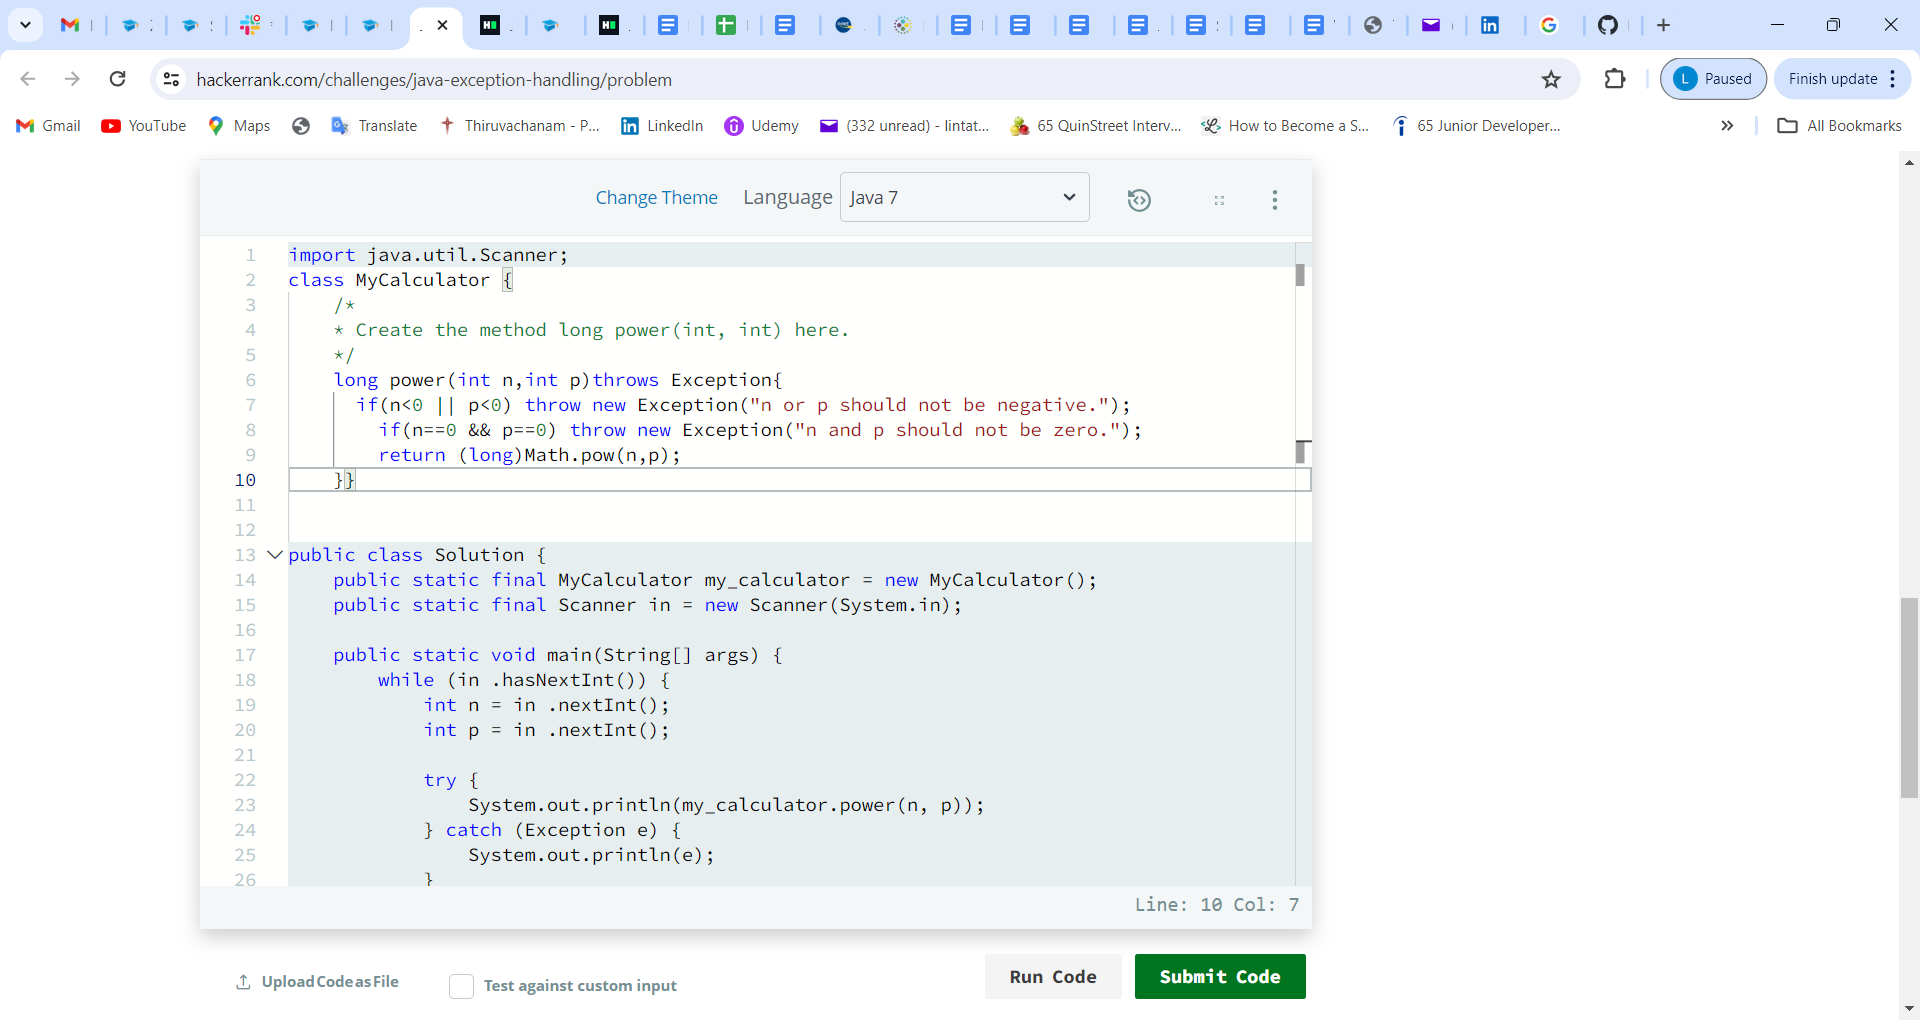 hackerrank.com/challenges/java-exception-handling/problem
L Paused
Finish update
Gmail
YouTube
Maps
Translate
Thiruvachanam - P...
LinkedIn
Udemy
(332 unread) - lintat...
65 QuinStreet Interv...
How to Become a S...
65 Junior Developer...
All Bookmarks
Change Theme Language Java 7
1 import java.util.Scanner;
2 class MyCalculator {
3 /*
4 * Create the method long power(int, int) here.
5 */
6 long power(int n,int p)throws Exception{
7 if(n<0 || p<0) throw new Exception("n or p should not be negative.");
8 if(n==0 && p==0) throw new Exception("n and p should not be zero.");
9 return (long)Math.pow(n,p);
10 }}
11
12
13 public class Solution {
14 public static final MyCalculator my_calculator = new MyCalculator();
15 public static final Scanner in = new Scanner(System.in);
16
17 public static void main(String[] args) {
18 while (in .hasNextInt()) {
19 int n = in .nextInt();
20 int p = in .nextInt();
21
22 try {
23 System.out.println(my_calculator.power(n, p));
24 } catch (Exception e) {
25 System.out.println(e);
26 }
Line: 10 Col: 7
Upload Code as File
Test against custom input
Run Code
Submit Code